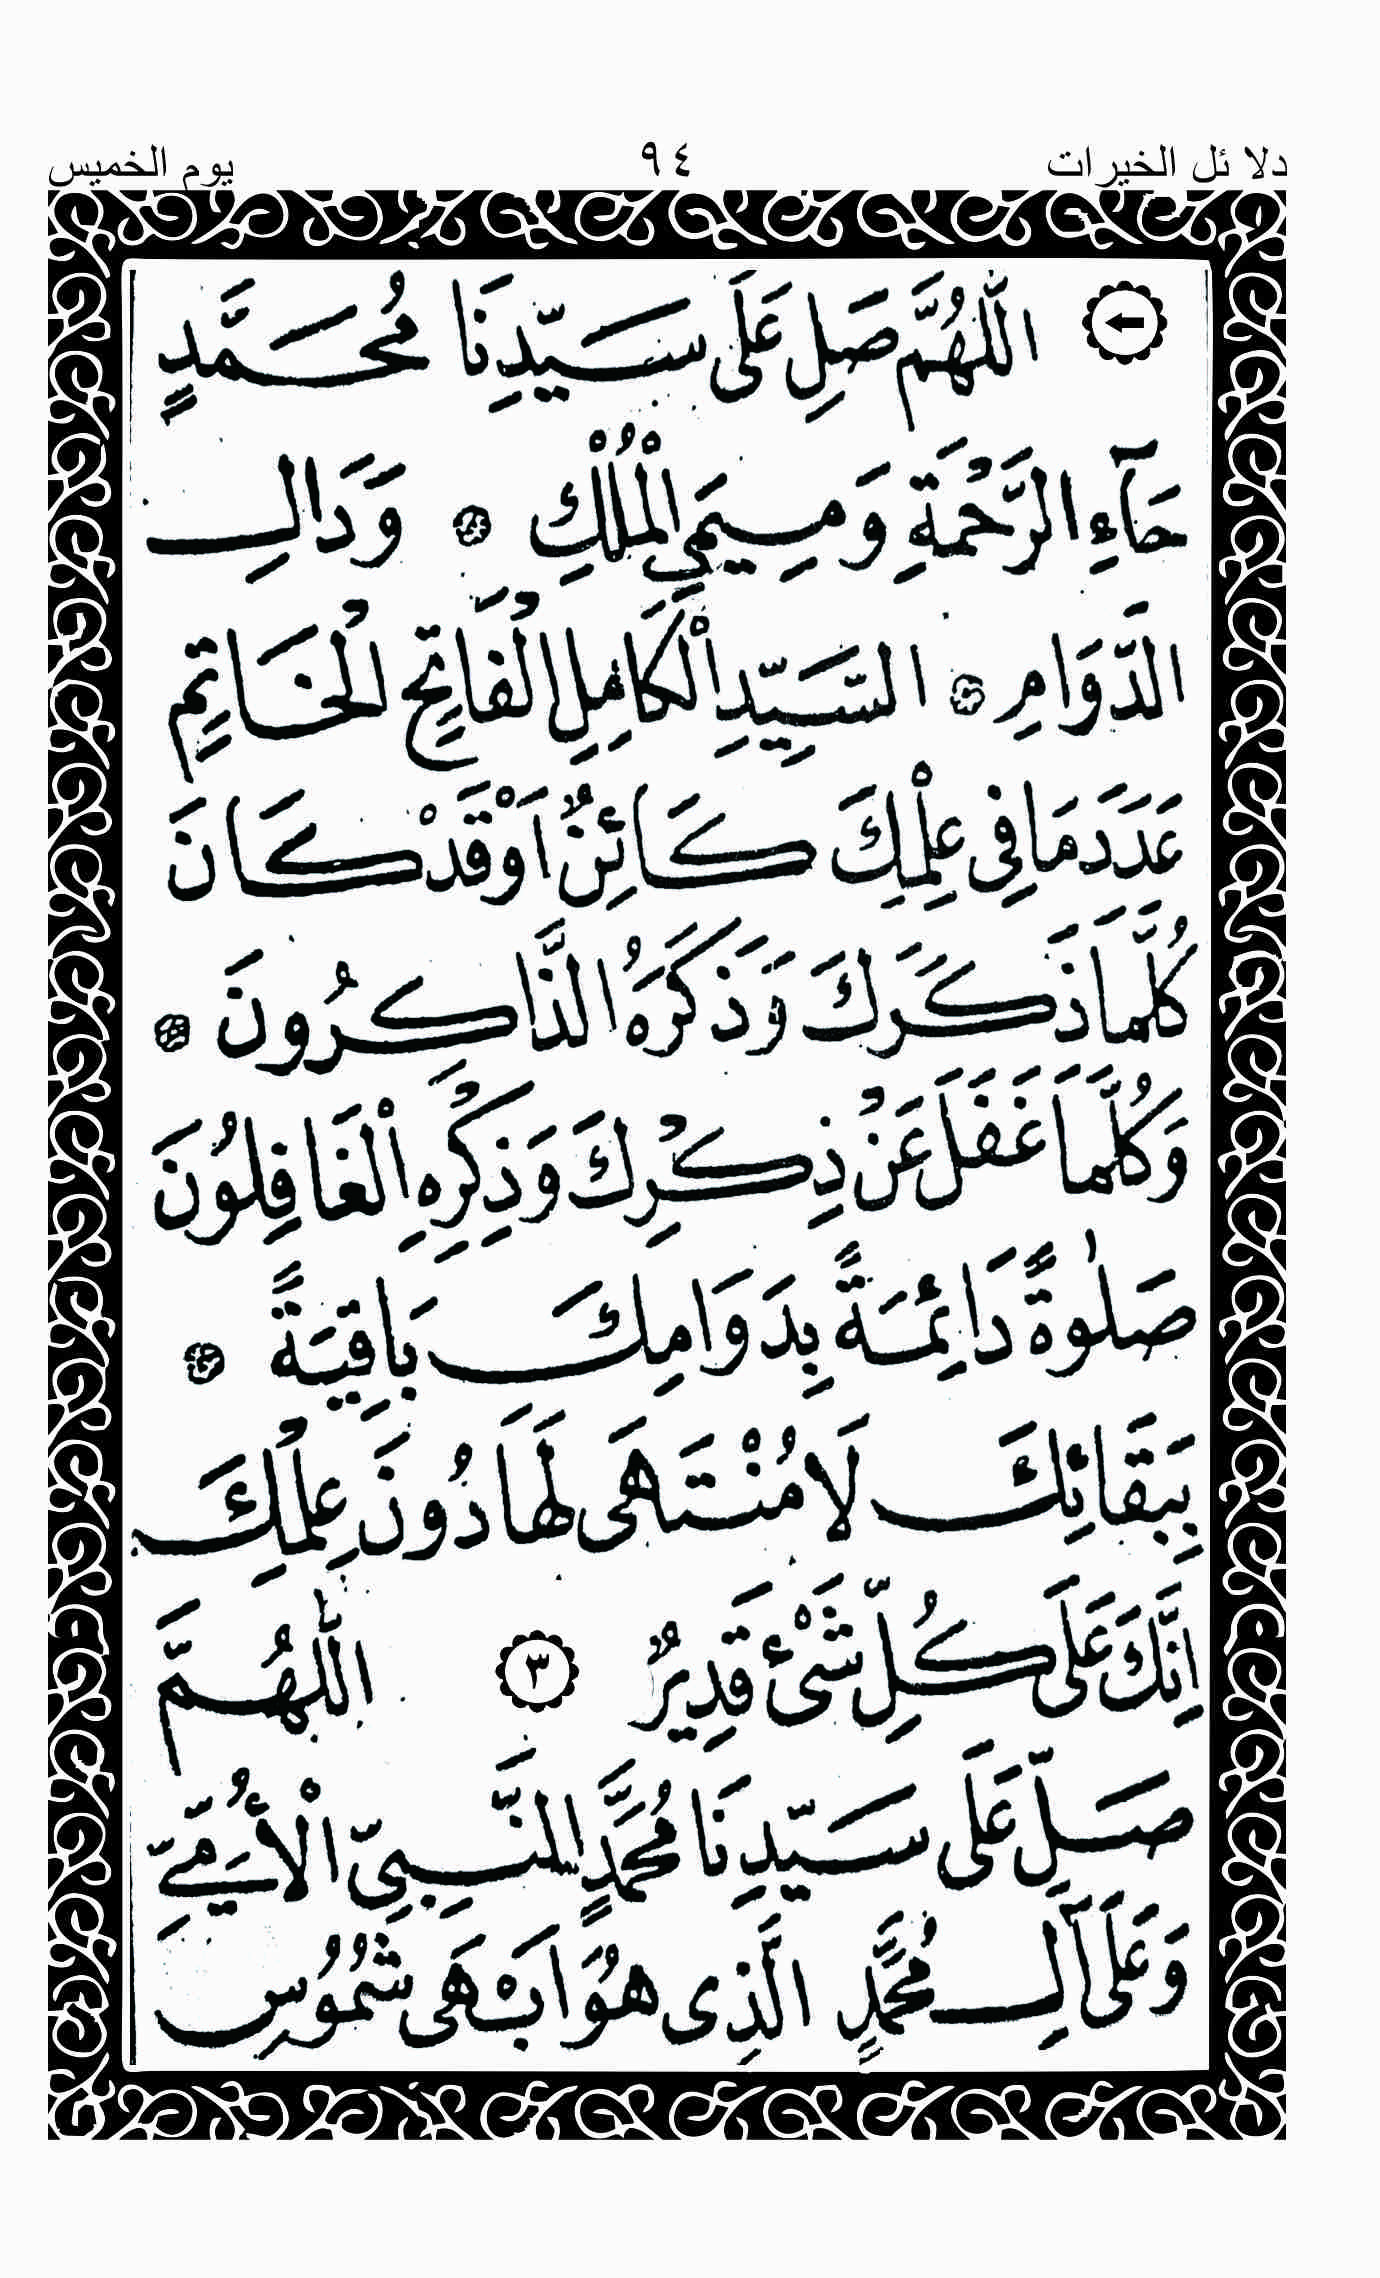 دلائل الخيرات ٩٤ يوم الخميس
اَللّٰهُمَّ صَلِ عَلَى سَيِّدِنَا مُحَمَّدٍ
حَآءِ الرَّحْمَةِ وَمِيمَىِ الْمُلْكِ ۞ وَدَالِ
الدَّوَامِ ۞ السَّيِّدِ الْكَامِلِ الْفَاتِحِ الْخَاتِمِ
عَدَدَ مَا فِى عِلْمِكَ كَائِنٌ اَوْ قَدْ كَانَ
كُلَّمَا ذَكَرَكَ وَذَكَرَهُ الذَّاكِرُونَ ۞
وَكُلَّمَا غَفَلَ عَنْ ذِكْرِكَ وَذِكْرِهِ الْغَافِلُونَ
صَلٰوةً دَائِمَةً بِدَوَامِكَ بَاقِيَةً ۞
بِبَقَائِكَ لَا مُنْتَهَى لَهَا دُونَ عِلْمِكَ
اِنَّكَ عَلَى كُلِّ شَىْءٍ قَدِيرٌ ٣ اَللّٰهُمَّ
صَلِّ عَلَى سَيِّدِنَا مُحَمَّدٍ النَّبِىِّ الْأُمِّىِّ
وَعَلَى آلِ مُحَمَّدٍ الَّذِى هُوَ اَبْهَى شُمُوسِ